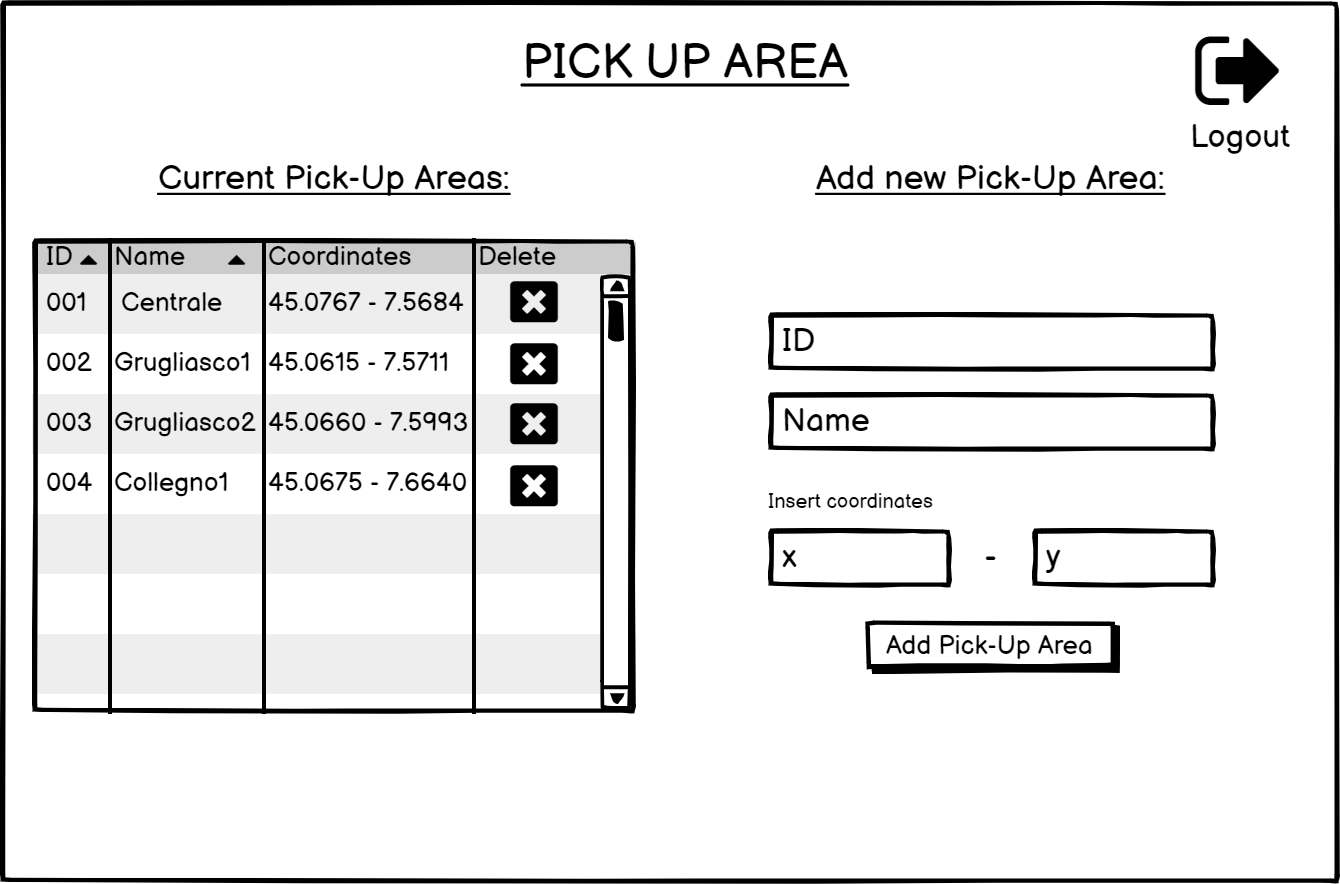 PICK UP AREA
Logout
Current Pick-Up Areas:
ID Name Coordinates Delete
001 Centrale 45.0767 - 7.5684
002 Grugliasco1 45.0615 - 7.5711
003 Grugliasco2 45.0660 - 7.5993
004 Collegno1 45.0675 - 7.6640
Add new Pick-Up Area:
ID
Name
Insert coordinates
x - y
Add Pick-Up Area